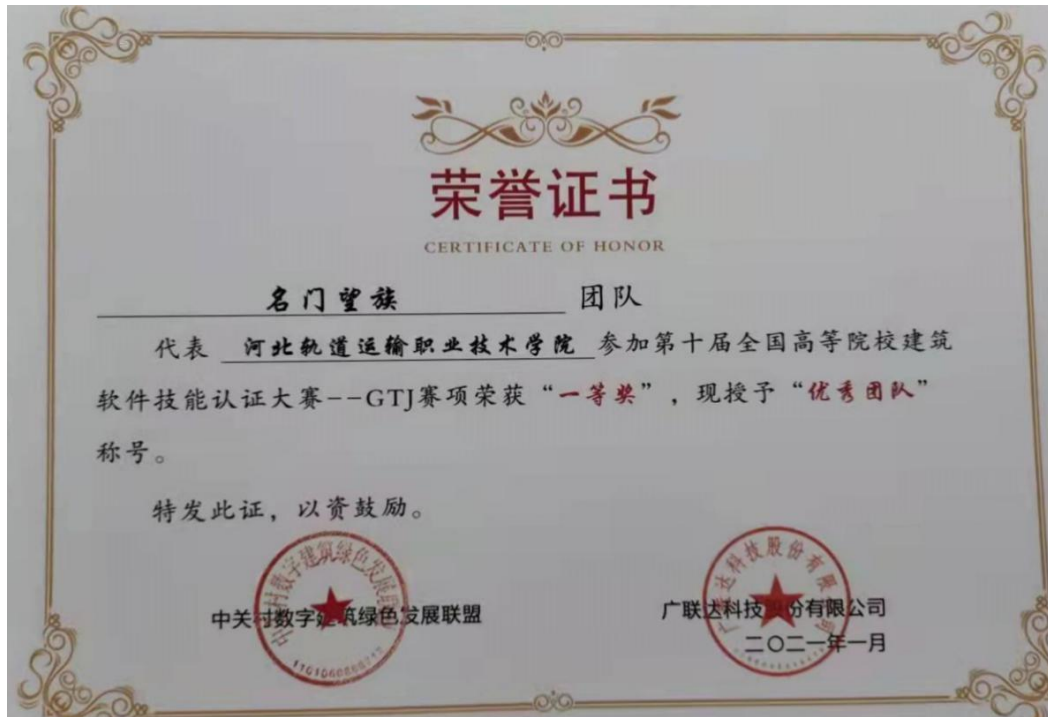 荣誉证书
CERTIFICATE OF HONOR
名门望族 团队
代表 河北轨道运输职业技术学院 参加第十届全国高等院校建筑
软件技能认证大赛--GTJ赛项荣获“一等奖”，现授予“优秀团队”
称号。
特发此证，以资鼓励。
中关村数字建筑绿色发展联盟
广联达科技股份有限公司
二〇二一年一月